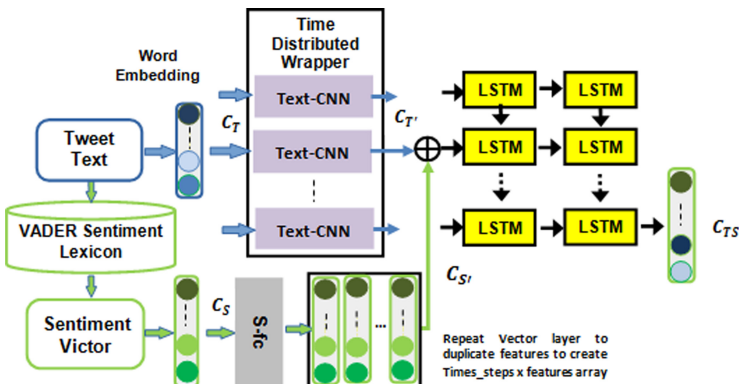 Time
Distributed
Wrapper
Word
Embedding
Text-CNN
Text-CNN
Text-CNN
C_T
C_T'
LSTM
LSTM
LSTM
LSTM
LSTM
LSTM
C_TS
Tweet
Text
VADER Sentiment
Lexicon
Sentiment
Victor
C_S
S-fc
...
C_S'
Repeat Vector layer to
duplicate features to create
Times_steps x features array